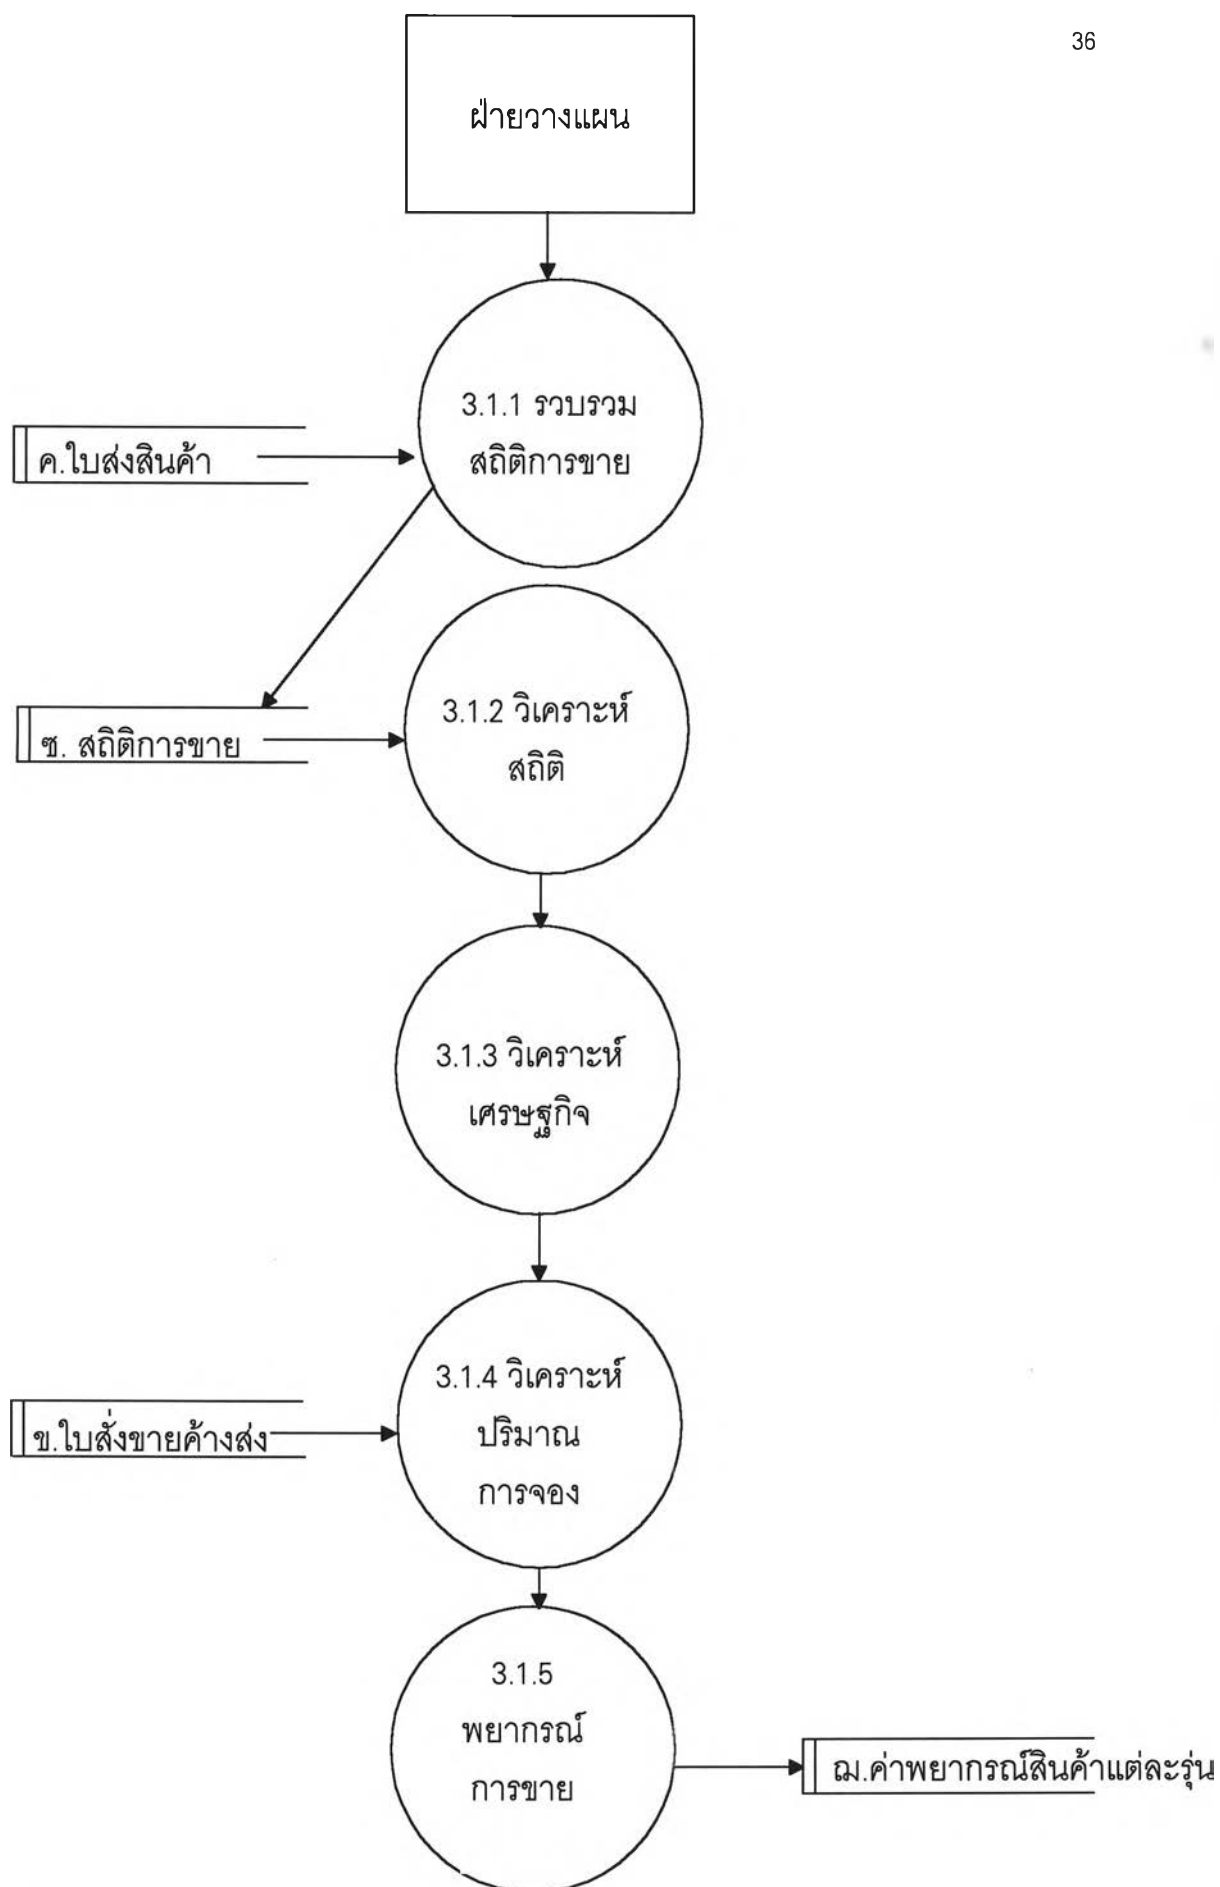 36
ฝ่ายวางแผน
3.1.1 รวบรวม
สถิติการขาย
ค.ใบส่งสินค้า
3.1.2 วิเคราะห์
สถิติ
ซ. สถิติการขาย
3.1.3 วิเคราะห์
เศรษฐกิจ
3.1.4 วิเคราะห์
ปริมาณ
การจอง
ข.ใบสั่งขายค้างส่ง
3.1.5
พยากรณ์
การขาย
ฌ.ค่าพยากรณ์สินค้าแต่ละรุ่น